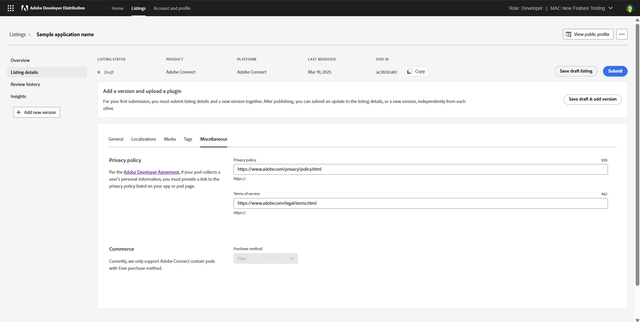 Adobe Developer Distribution Home Listings Account and profile Role: Developer | MAC New Feature Testing
Listings Sample application name View public profile
Overview
Listing details
Review history
Insights
+ Add new version
LISTING STATUS PRODUCT PLATFORM LAST MODIFIED POD ID
Draft Adobe Connect Adobe Connect Mar 19, 2025 Copy Save draft listing Submit
Add a version and upload a plugin
For your first submission, you must submit listing details and a new version together. After publishing, you can submit an update to the listing details, or a new version, independently from each
other.
Save draft & add version
General Localizations Media Tags Miscellaneous
Privacy policy
Per the Adobe Developer Agreement, if your pod collects a
user's personal information, you must provide a link to the
privacy policy listed on your app or pod page.
Privacy policy
https://www.adobe.com/privacy/policy.html
https://
Terms of service 962
https://www.adobe.com/legal/terms.html
https://
Commerce
Currently, we only support Adobe Connect custom pods
with Free purchase method.
Purchase method
Free